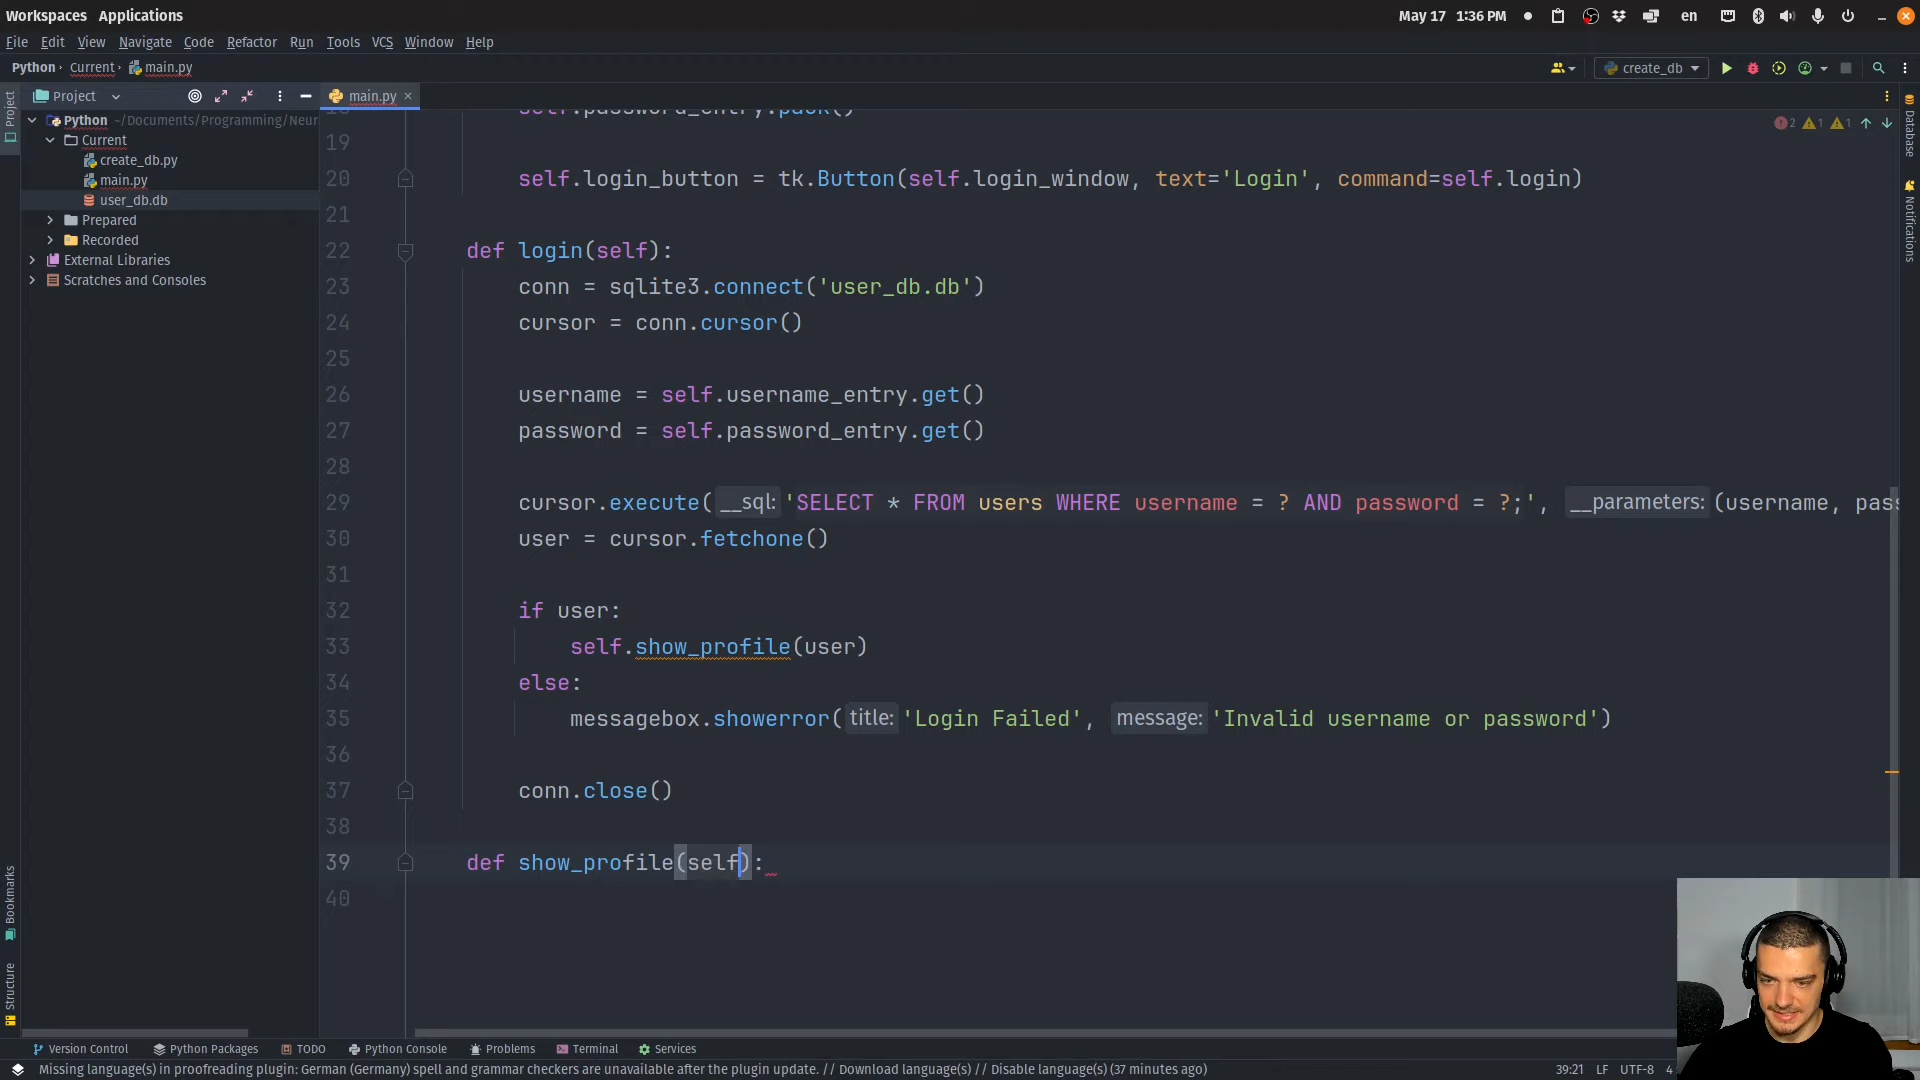 Workspaces Applications May 17 1:36 PM en
File Edit View Navigate Code Refactor Run Tools VCS Window Help
Python Current main.py create_db
Project main.py
Python ~/Documents/Programming/Neur
Current
create_db.py
main.py
user_db.db
Prepared
Recorded
External Libraries
Scratches and Consoles
Project
Bookmarks
Structure
Database
Notifications
2 1 1
19
20 self.login_button = tk.Button(self.login_window, text='Login', command=self.login)
21
22 def login(self):
23 conn = sqlite3.connect('user_db.db')
24 cursor = conn.cursor()
25
26 username = self.username_entry.get()
27 password = self.password_entry.get()
28
29 cursor.execute(__sql: 'SELECT * FROM users WHERE username = ? AND password = ?;', __parameters: (username, pass
30 user = cursor.fetchone()
31
32 if user:
33 self.show_profile(user)
34 else:
35 messagebox.showerror(title: 'Login Failed', message: 'Invalid username or password')
36
37 conn.close()
38
39 def show_profile(self):
40
Version Control Python Packages TODO Python Console Problems Terminal Services
Missing language(s) in proofreading plugin: German (Germany) spell and grammar checkers are unavailable after the plugin update. // Download language(s) // Disable language(s) (37 minutes ago) 39:21 LF UTF-8 4